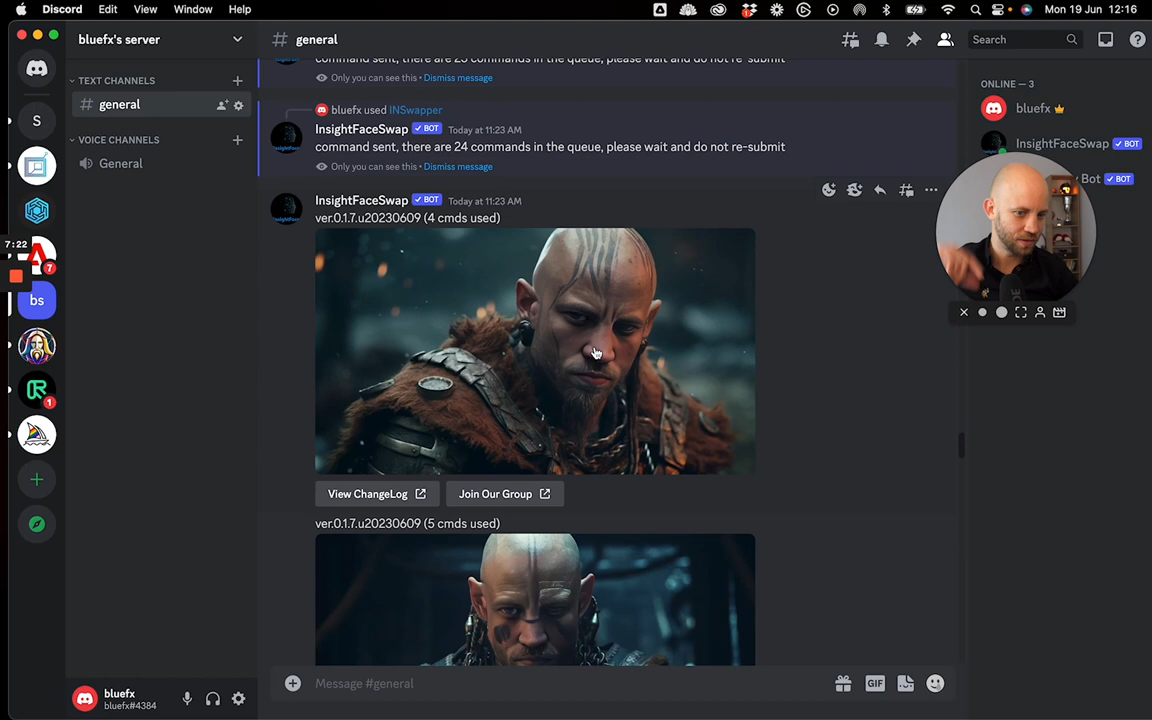 Discord Edit View Window Help Mon 19 Jun 12:16
bluefx's server
# general
Search
TEXT CHANNELS
general
VOICE CHANNELS
General
command sent, there are 25 commands in the queue, please wait and do not re-submit
Only you can see this • Dismiss message
bluefx used INSwapper
InsightFaceSwap ✓ BOT Today at 11:23 AM
command sent, there are 24 commands in the queue, please wait and do not re-submit
Only you can see this • Dismiss message
InsightFaceSwap ✓ BOT Today at 11:23 AM
ver.0.1.7.u20230609 (4 cmds used)
View ChangeLog
Join Our Group
ver.0.1.7.u20230609 (5 cmds used)
Message #general
GIF
ONLINE — 3
bluefx
InsightFaceSwap ✓ BOT
Bot ✓ BOT
S
7:22
7
bs
1
bluefx
bluefx#4384